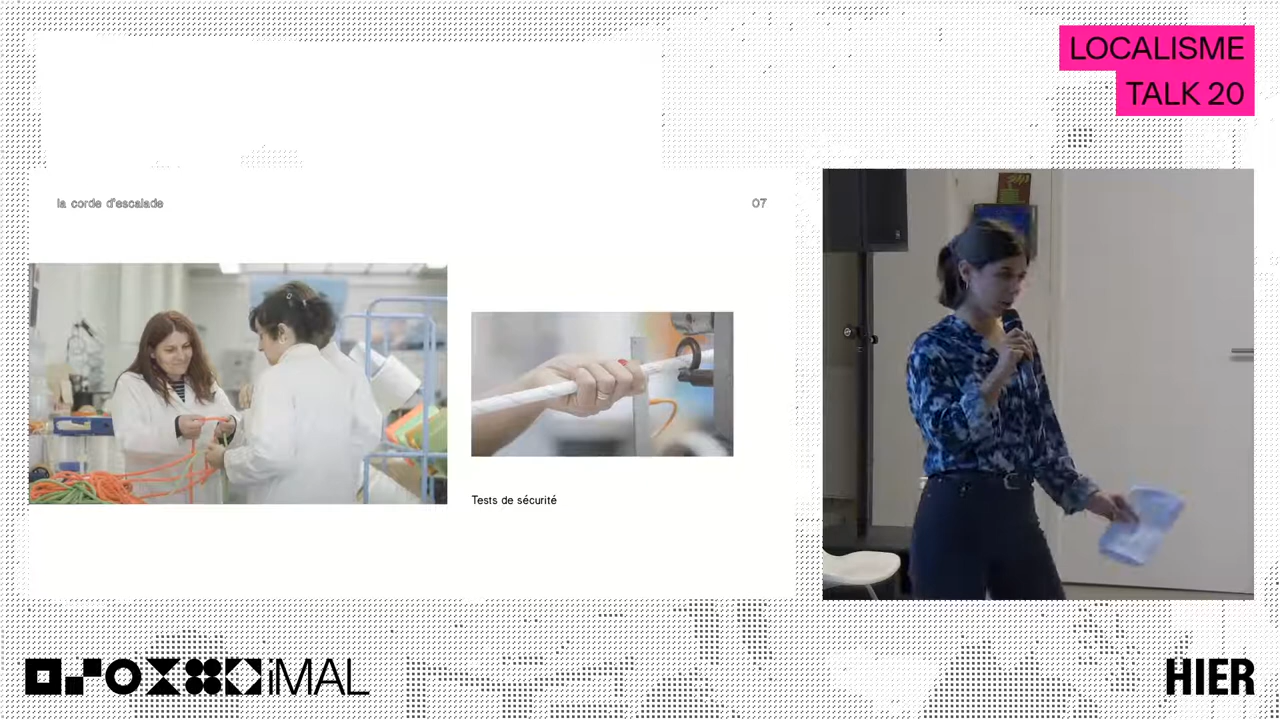 LOCALISME
TALK 20
la corde d'escalade
07
Tests de sécurité
iMAL
HIER